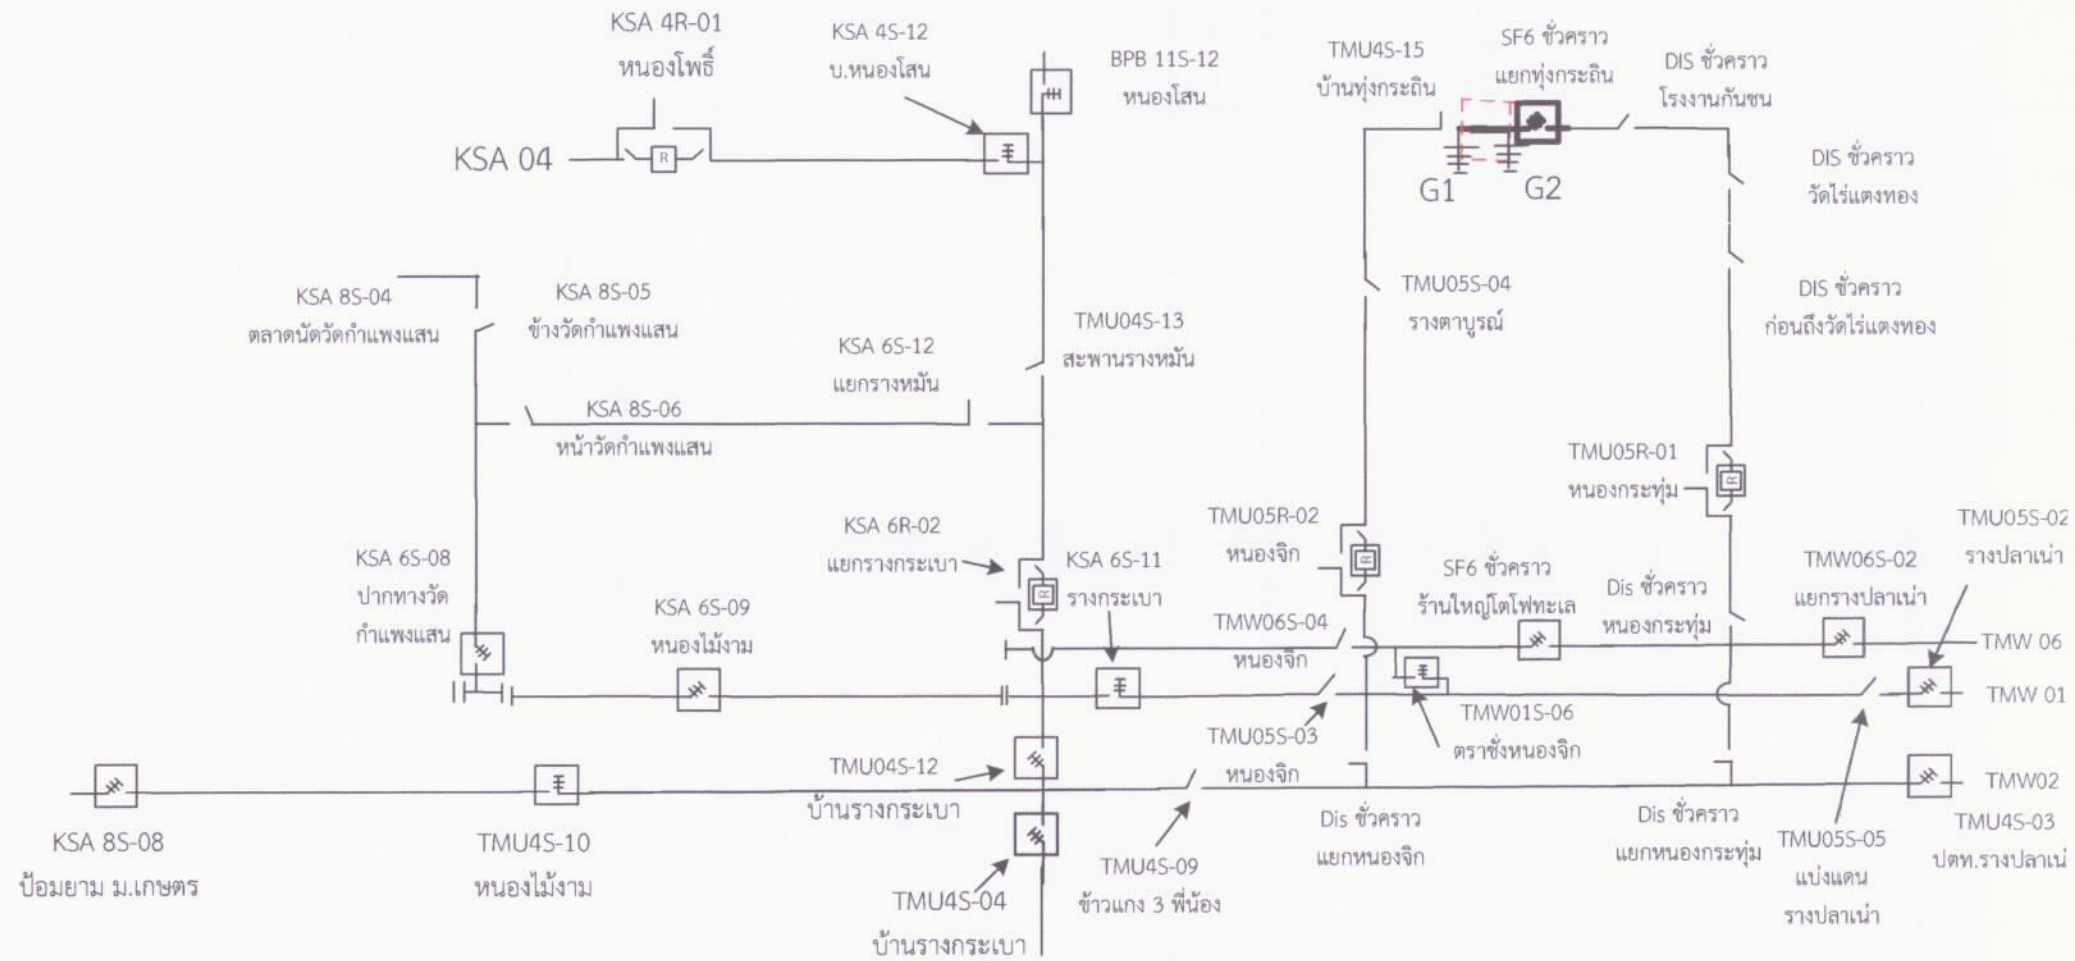 KSA 4R-01
หนองโพธิ์
KSA 4S-12
บ.หนองโสน
BPB 11S-12
หนองโสน
TMU4S-15
บ้านทุ่งกระถิน
SF6 ชั่วคราว
แยกทุ่งกระถิน
DIS ชั่วคราว
โรงงานกันชน
KSA 04
R
G1
G2
DIS ชั่วคราว
วัดไร่แตงทอง
KSA 8S-04
ตลาดนัดวัดกำแพงแสน
KSA 8S-05
ข้างวัดกำแพงแสน
TMU05S-04
รางตาบูรณ์
DIS ชั่วคราว
ก่อนถึงวัดไร่แตงทอง
KSA 6S-12
แยกรางหมัน
TMU04S-13
สะพานรางหมัน
KSA 8S-06
หน้าวัดกำแพงแสน
TMU05R-01
หนองกระทุ่ม
R
KSA 6R-02
แยกรางกระเบา
R
KSA 6S-11
รางกระเบา
TMU05R-02
หนองจิก
R
TMU05S-02
รางปลาเน่า
KSA 6S-08
ปากทางวัด
กำแพงแสน
KSA 6S-09
หนองไม้งาม
TMW06S-04
หนองจิก
SF6 ชั่วคราว
ร้านใหญ่โตโฟทะเล
Dis ชั่วคราว
หนองกระทุ่ม
TMW06S-02
แยกรางปลาเน่า
TMW 06
TMW 01
TMU05S-03
หนองจิก
TMW01S-06
ตราชั่งหนองจิก
TMU04S-12
บ้านรางกระเบา
TMW02
KSA 8S-08
ป้อมยาม ม.เกษตร
TMU4S-10
หนองไม้งาม
TMU4S-04
บ้านรางกระเบา
TMU4S-09
ข้าวแกง 3 พี่น้อง
Dis ชั่วคราว
แยกหนองจิก
Dis ชั่วคราว
แยกหนองกระทุ่ม
TMU05S-05
แบ่งแดน
รางปลาเน่า
TMU4S-03
ปตท.รางปลาเน่